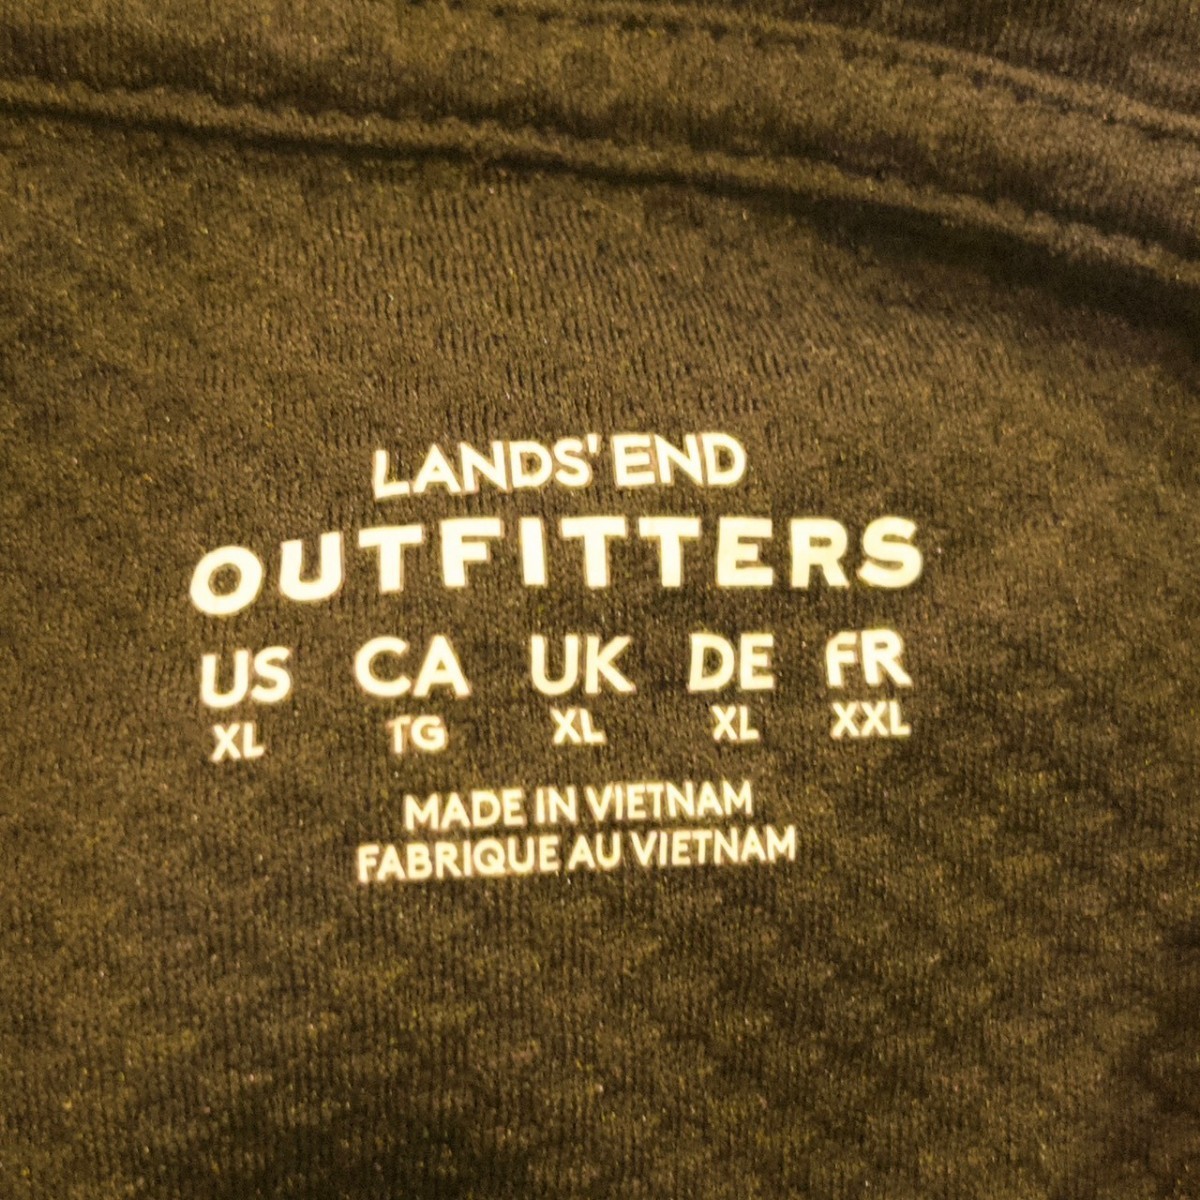 LANDS' END
OUTFITTERS
US CA UK DE FR
XL TG XL XL XXL
MADE IN VIETNAM
FABRIQUE AU VIETNAM